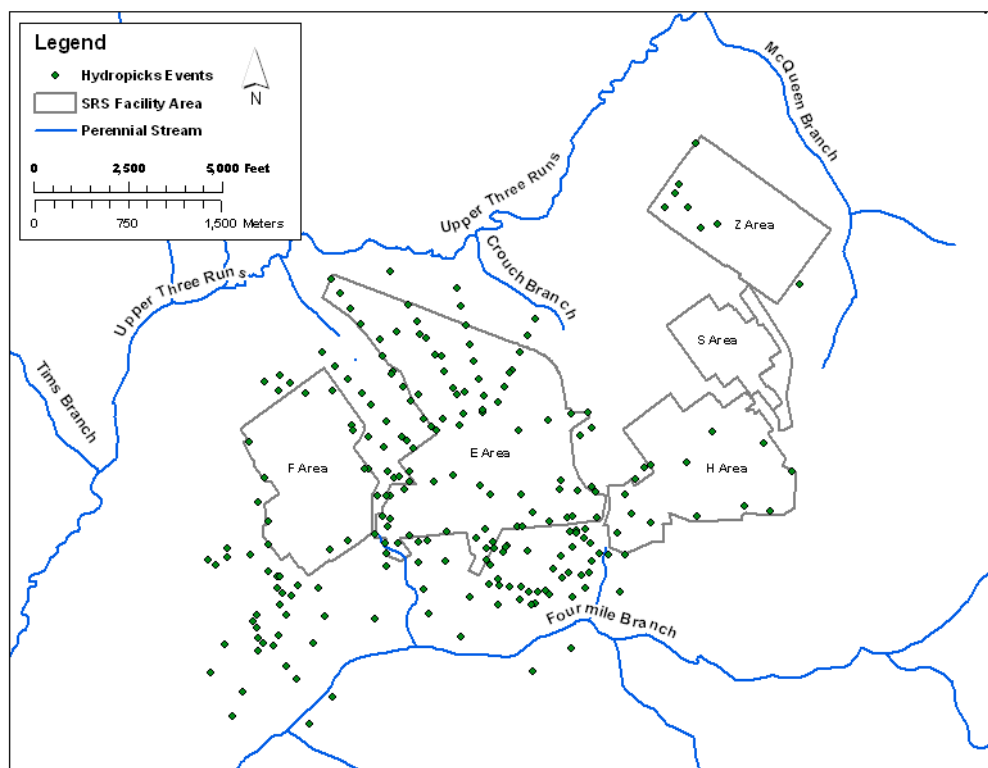 Legend
Hydropicks Events
SRS Facility Area
Perennial Stream
N
0 2,500 5,000 Feet
0 750 1,500 Meters
McQueen Branch
Upper Three Runs
Z Area
Crouch Branch
Upper Three Runs
S Area
Tims Branch
F Area
E Area
H Area
Fourmile Branch